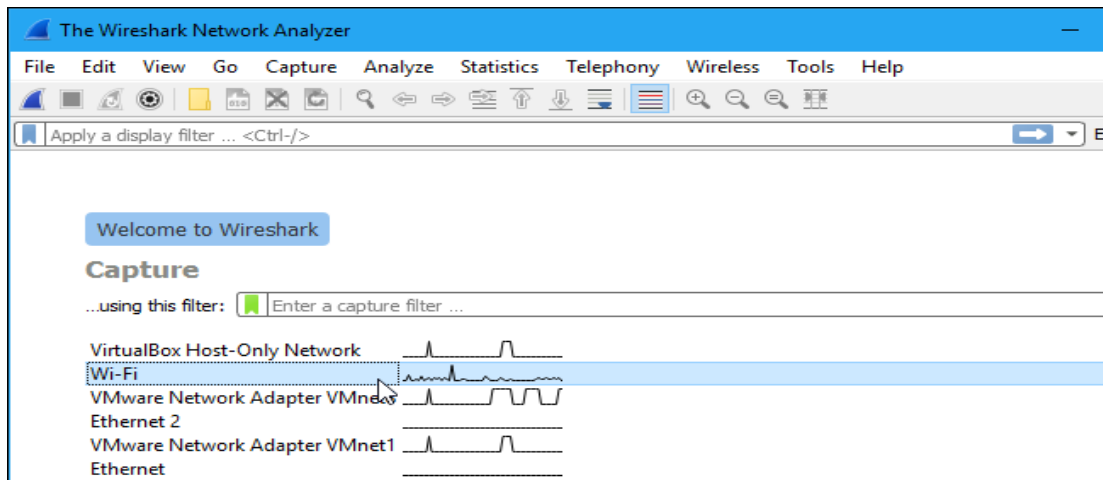 The Wireshark Network Analyzer
File Edit View Go Capture Analyze Statistics Telephony Wireless Tools Help
Apply a display filter ... <Ctrl-/>
Welcome to Wireshark
Capture
...using this filter: Enter a capture filter ...
VirtualBox Host-Only Network
Wi-Fi
VMware Network Adapter
Ethernet 2
VMware Network Adapter VMnet1
Ethernet